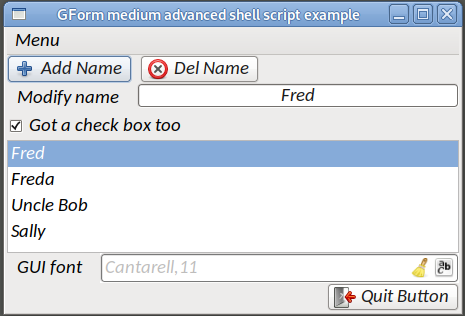 GForm medium advanced shell script example
Menu
Add Name Del Name
Modify name Fred
Got a check box too
Fred
Freda
Uncle Bob
Sally
GUI font Cantarell,11
Quit Button